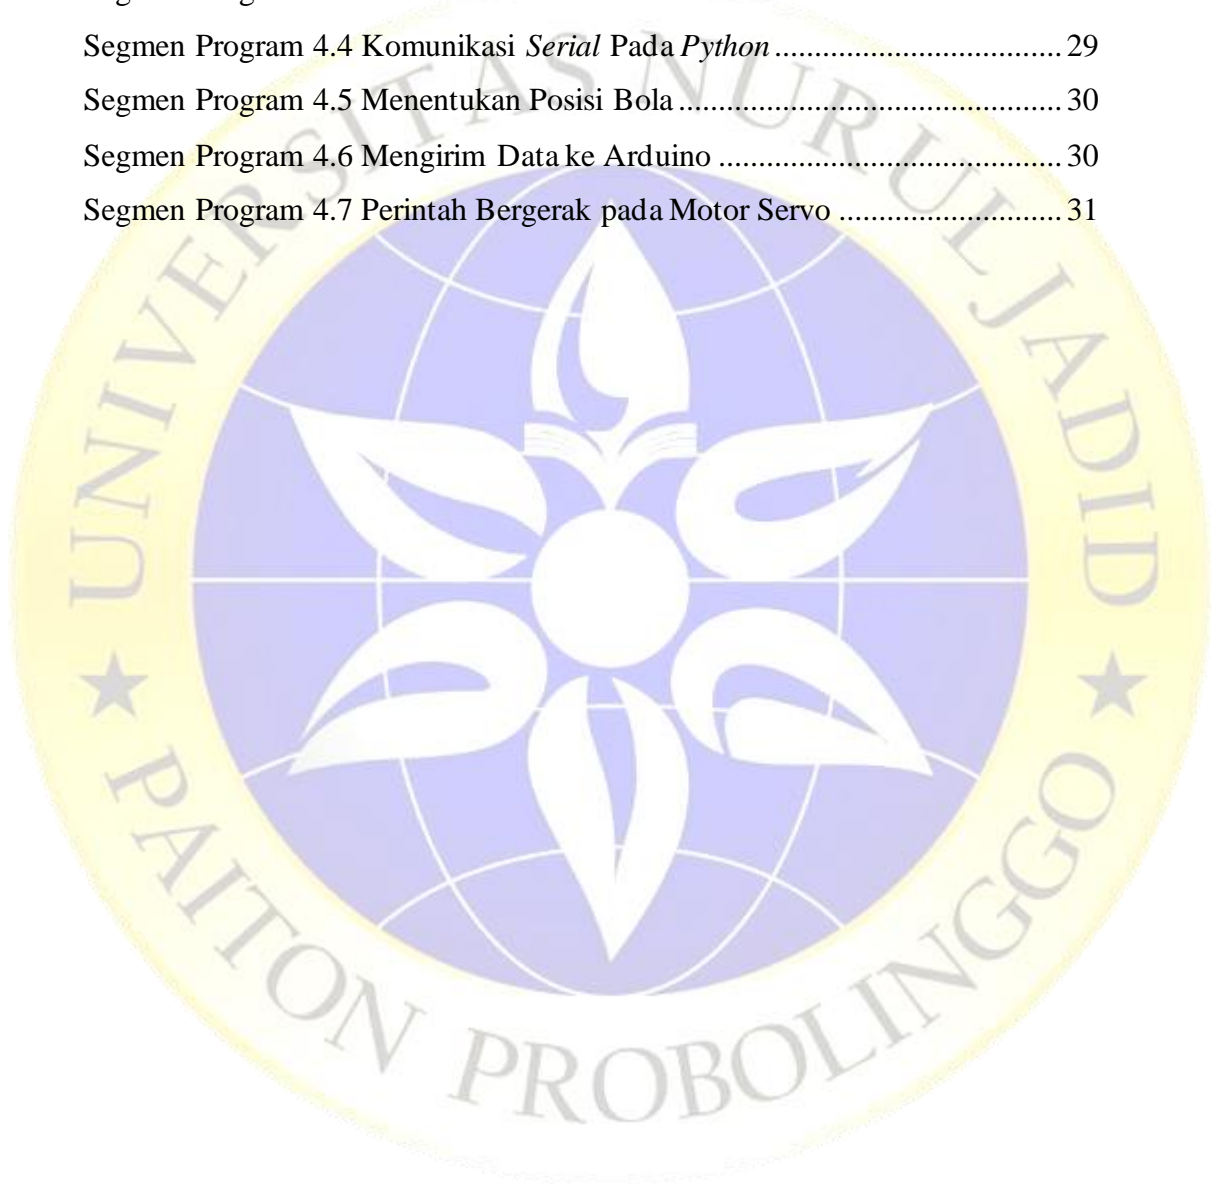 Segmen Program 4.4 Komunikasi Serial Pada Python .................................... 29
Segmen Program 4.5 Menentukan Posisi Bola ................................................ 30
Segmen Program 4.6 Mengirim Data ke Arduino ........................................... 30
Segmen Program 4.7 Perintah Bergerak pada Motor Servo ............................ 31
UNIVERSITAS NURUL JADID
PAITON PROBOLINGGO